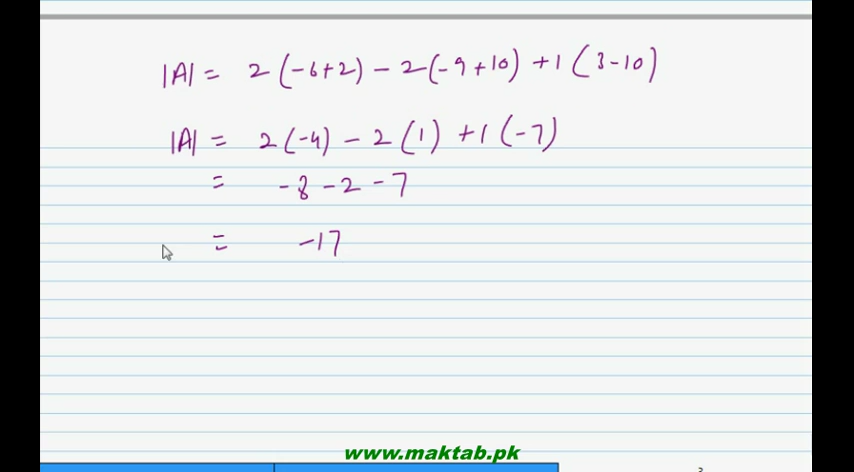 |A| = 2(-6+2) - 2(-9+10) +1(3-10)
|A| = 2(-4) - 2(1) +1(-7)
= -8 -2 -7
= -17
www.maktab.pk